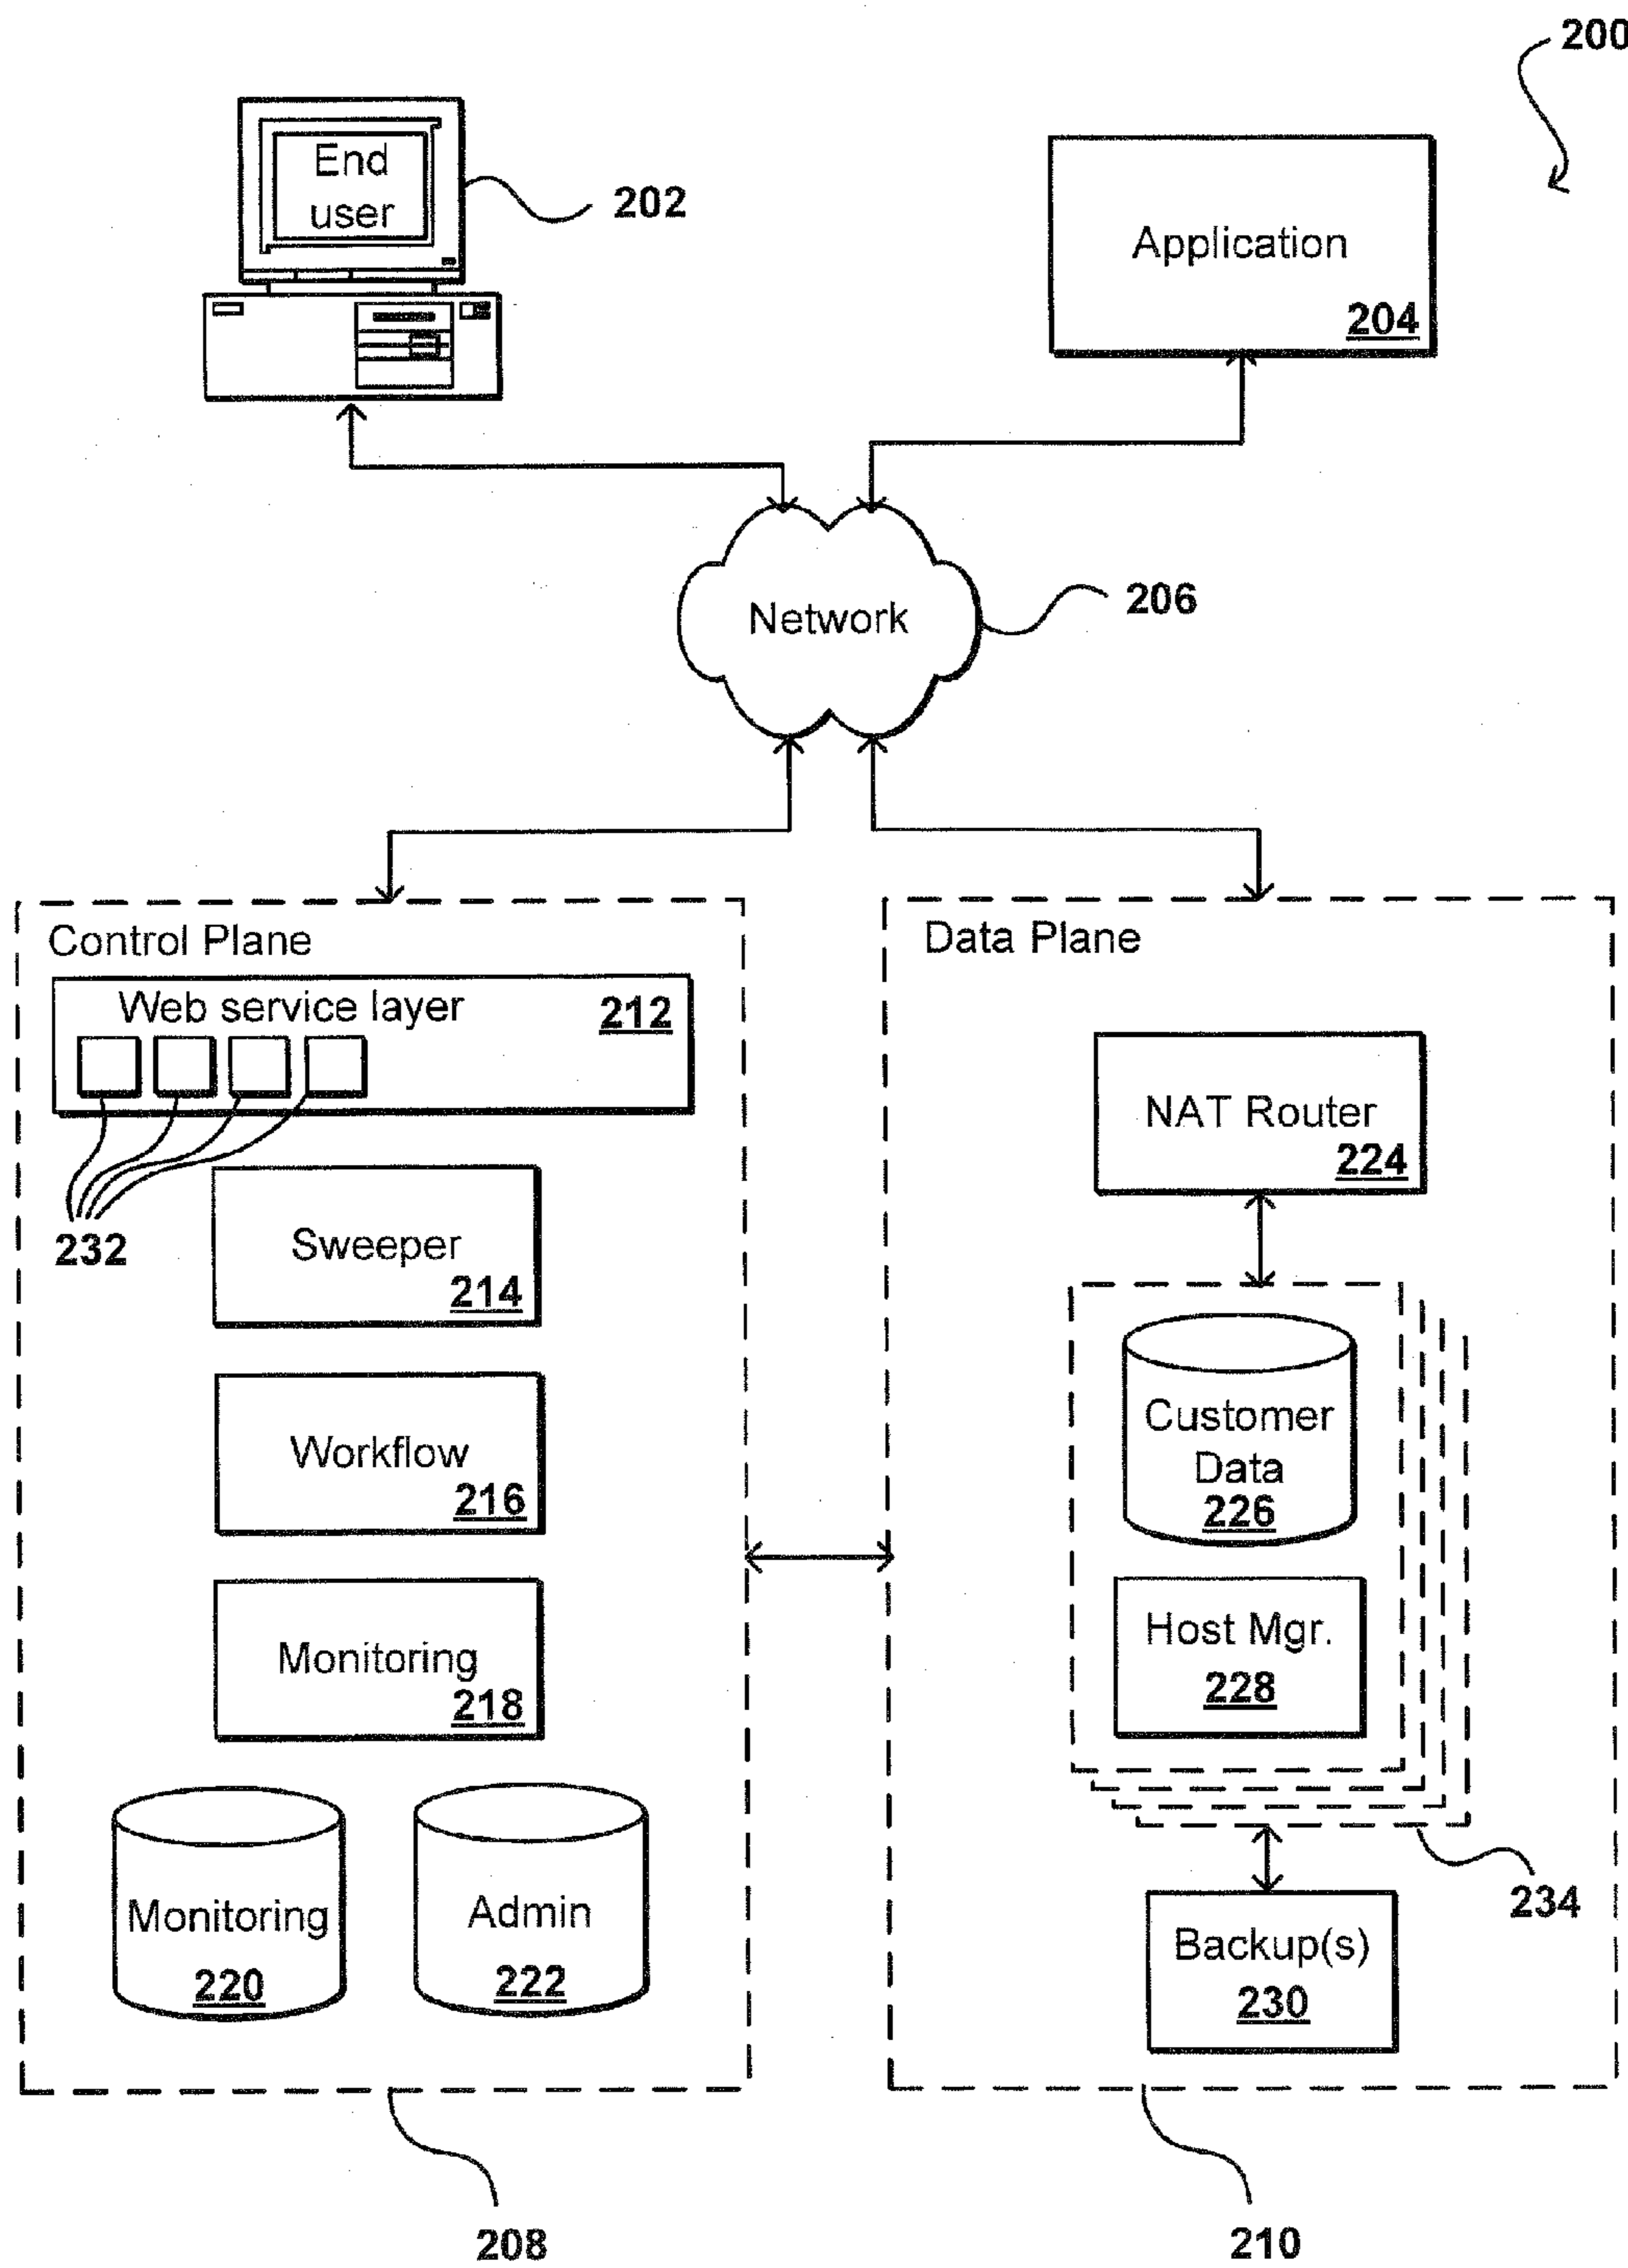 200
End
user
202
Application
204
Network
206
Control Plane
Web service layer
212
232
Sweeper
214
Workflow
216
Monitoring
218
Monitoring
220
Admin
222
208
Data Plane
NAT Router
224
Customer
Data
226
Host Mgr.
228
234
Backup(s)
230
210